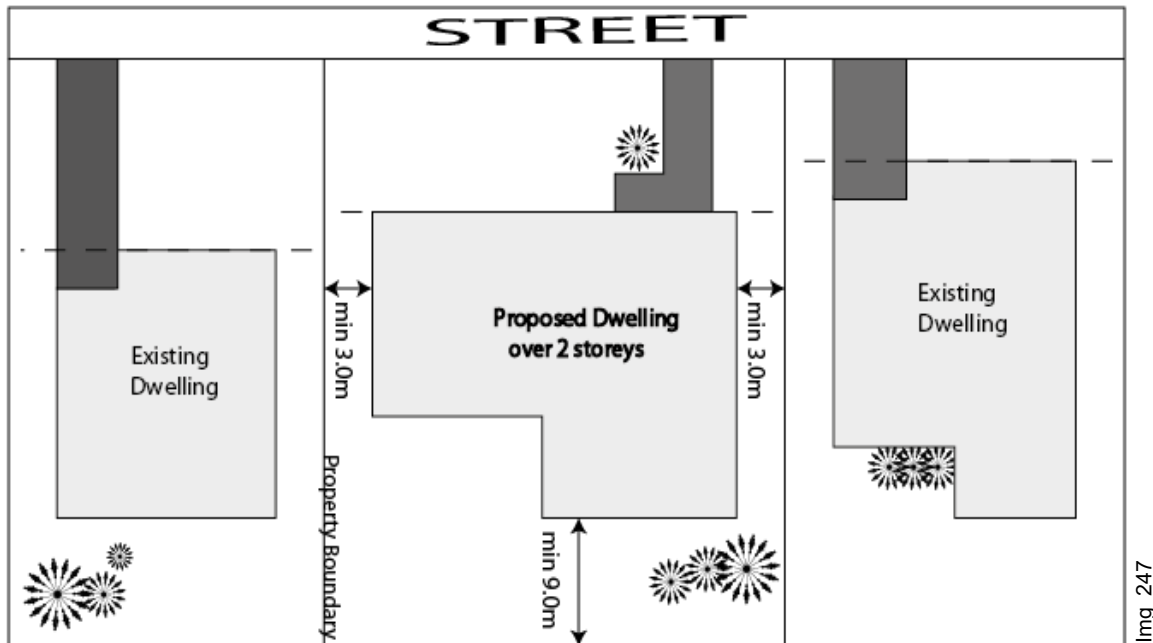 STREET
Existing
Dwelling
min 3.0m
Proposed Dwelling
over 2 storeys
min 3.0m
Existing
Dwelling
Property Boundary
min 9.0m
Img 247